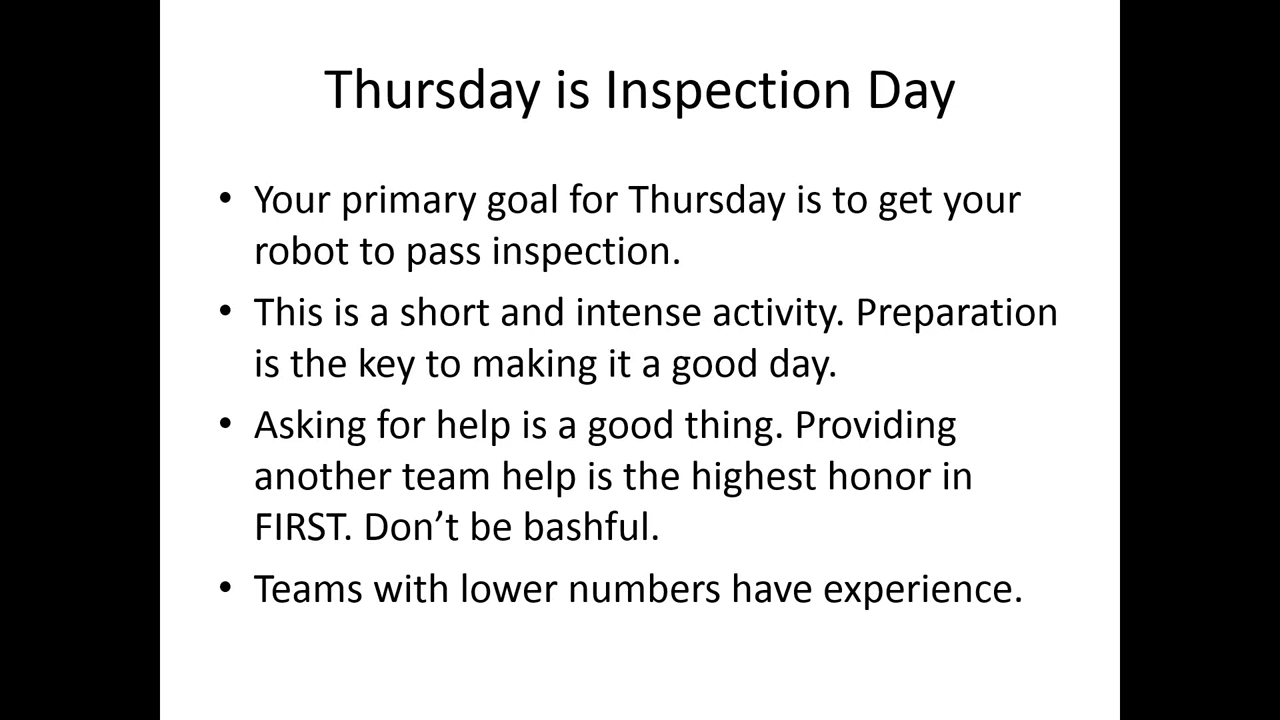 Thursday is Inspection Day
• Your primary goal for Thursday is to get your
robot to pass inspection.
• This is a short and intense activity. Preparation
is the key to making it a good day.
• Asking for help is a good thing. Providing
another team help is the highest honor in
FIRST. Don’t be bashful.
• Teams with lower numbers have experience.